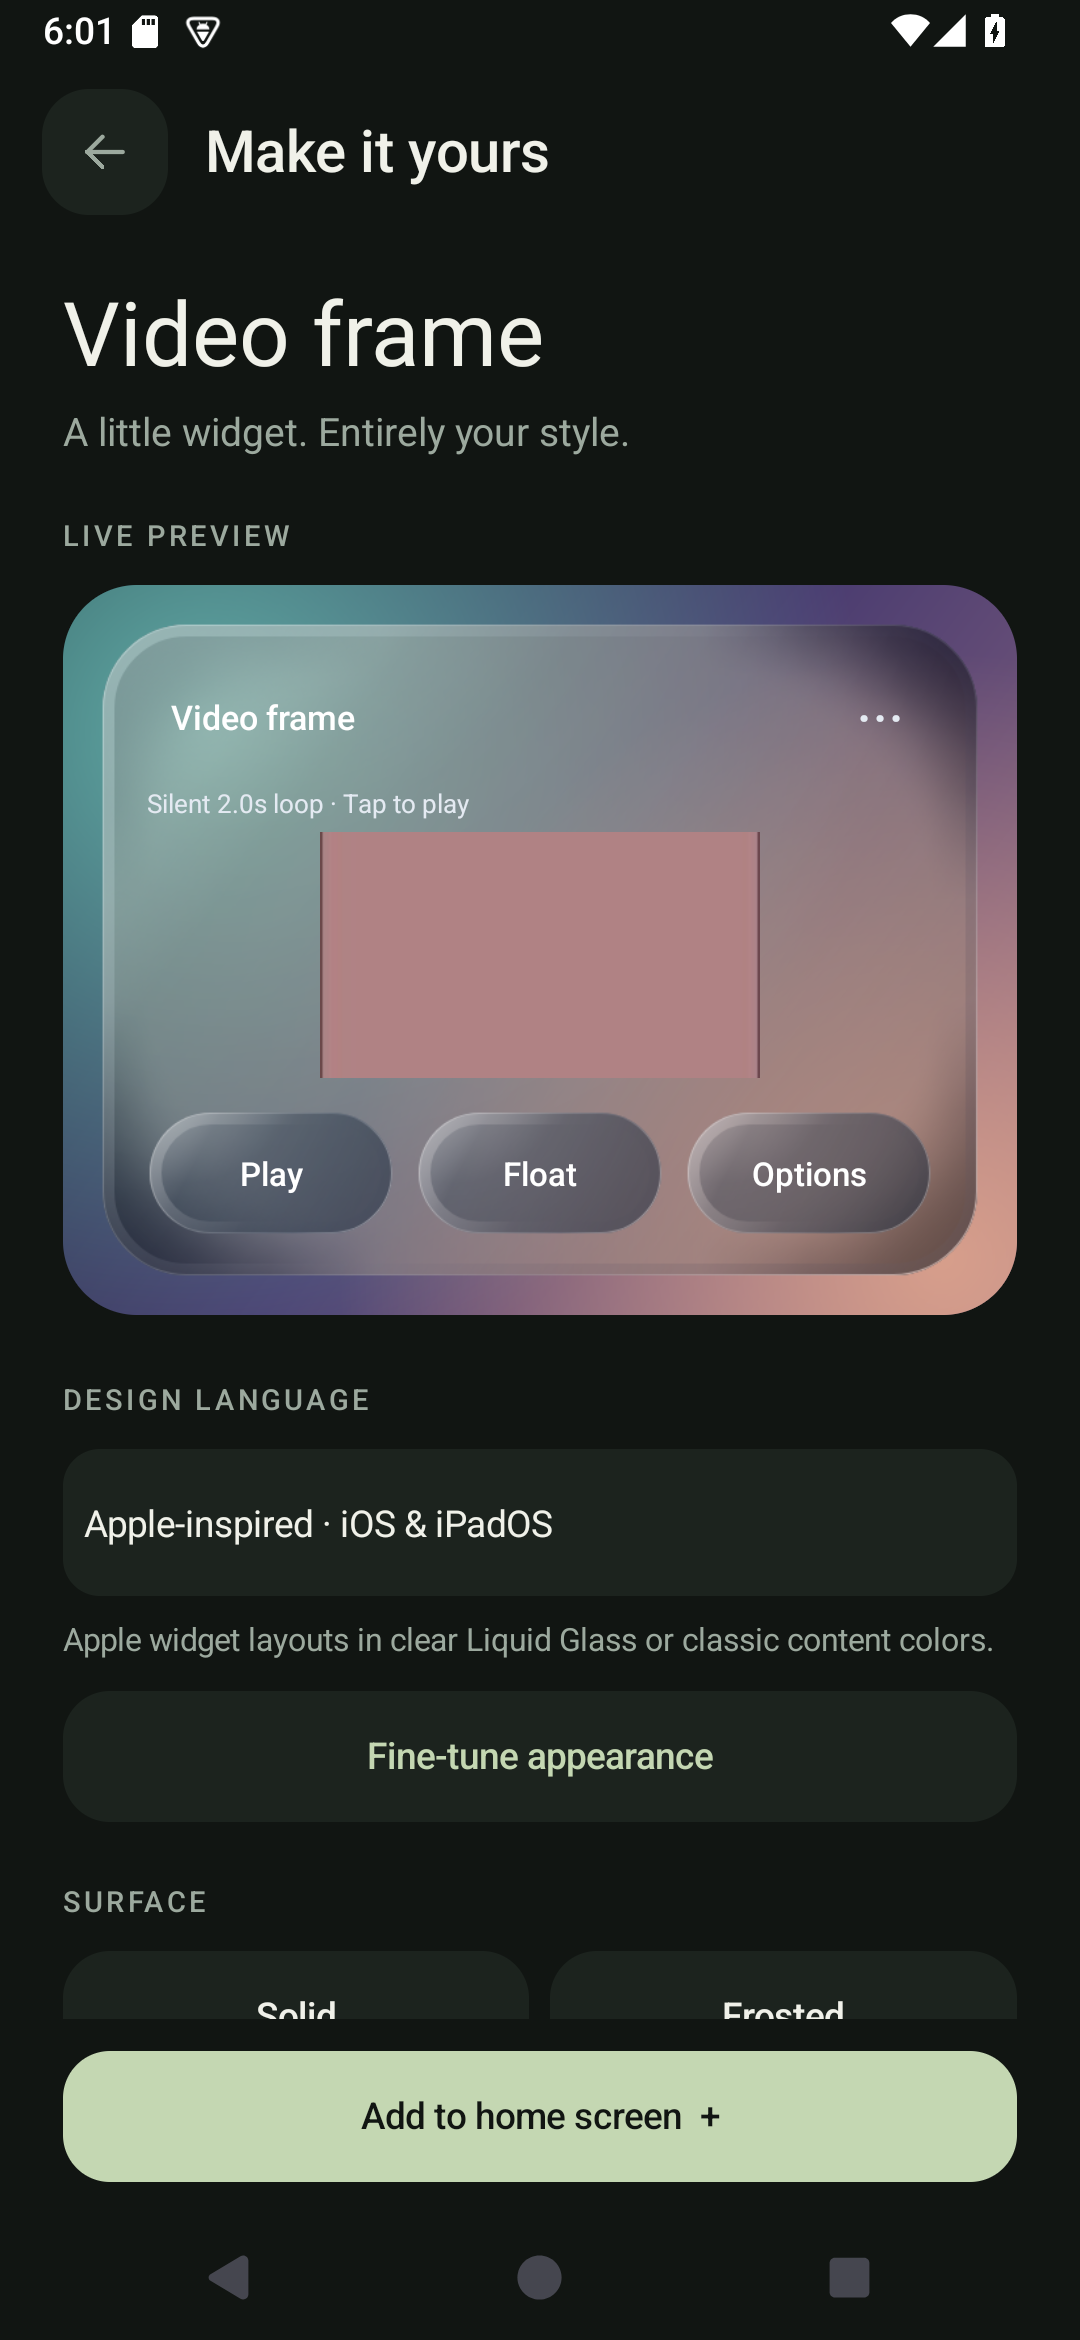 6:01
Make it yours
Video frame
A little widget. Entirely your style.
LIVE PREVIEW
Video frame
Silent 2.0s loop · Tap to play
Play
Float
Options
DESIGN LANGUAGE
Apple-inspired · iOS & iPadOS
Apple widget layouts in clear Liquid Glass or classic content colors.
Fine-tune appearance
SURFACE
Solid
Frosted
Add to home screen +